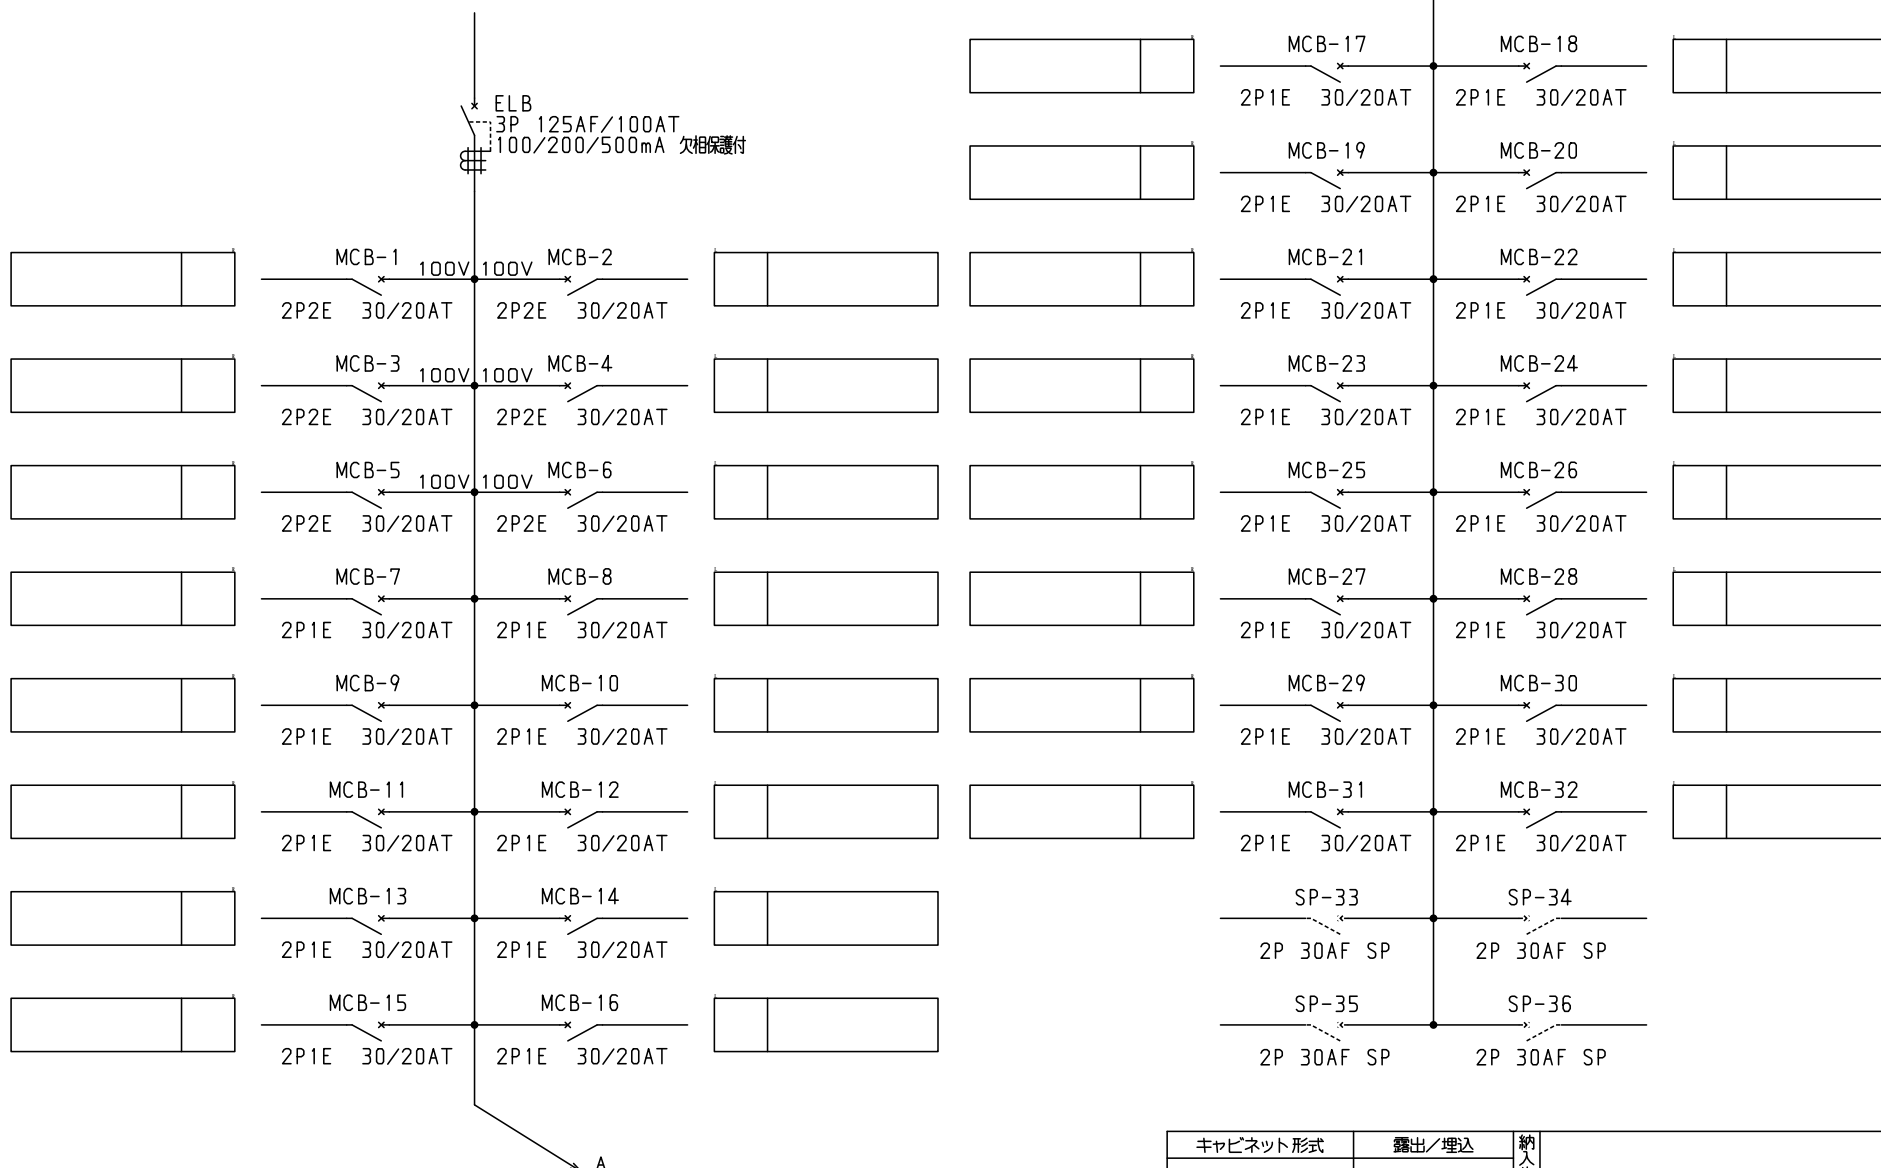 ELB
3P 125AF/100AT
100/200/500mA 欠相保護付
MCB-1 100V 100V MCB-2
2P2E 30/20AT 2P2E 30/20AT
MCB-3 100V 100V MCB-4
2P2E 30/20AT 2P2E 30/20AT
MCB-5 100V 100V MCB-6
2P2E 30/20AT 2P2E 30/20AT
MCB-7 MCB-8
2P1E 30/20AT 2P1E 30/20AT
MCB-9 MCB-10
2P1E 30/20AT 2P1E 30/20AT
MCB-11 MCB-12
2P1E 30/20AT 2P1E 30/20AT
MCB-13 MCB-14
2P1E 30/20AT 2P1E 30/20AT
MCB-15 MCB-16
2P1E 30/20AT 2P1E 30/20AT
A
MCB-17 MCB-18
2P1E 30/20AT 2P1E 30/20AT
MCB-19 MCB-20
2P1E 30/20AT 2P1E 30/20AT
MCB-21 MCB-22
2P1E 30/20AT 2P1E 30/20AT
MCB-23 MCB-24
2P1E 30/20AT 2P1E 30/20AT
MCB-25 MCB-26
2P1E 30/20AT 2P1E 30/20AT
MCB-27 MCB-28
2P1E 30/20AT 2P1E 30/20AT
MCB-29 MCB-30
2P1E 30/20AT 2P1E 30/20AT
MCB-31 MCB-32
2P1E 30/20AT 2P1E 30/20AT
SP-33 SP-34
2P 30AF SP 2P 30AF SP
SP-35 SP-36
2P 30AF SP 2P 30AF SP
キャビネット形式 露出/埋込 納入